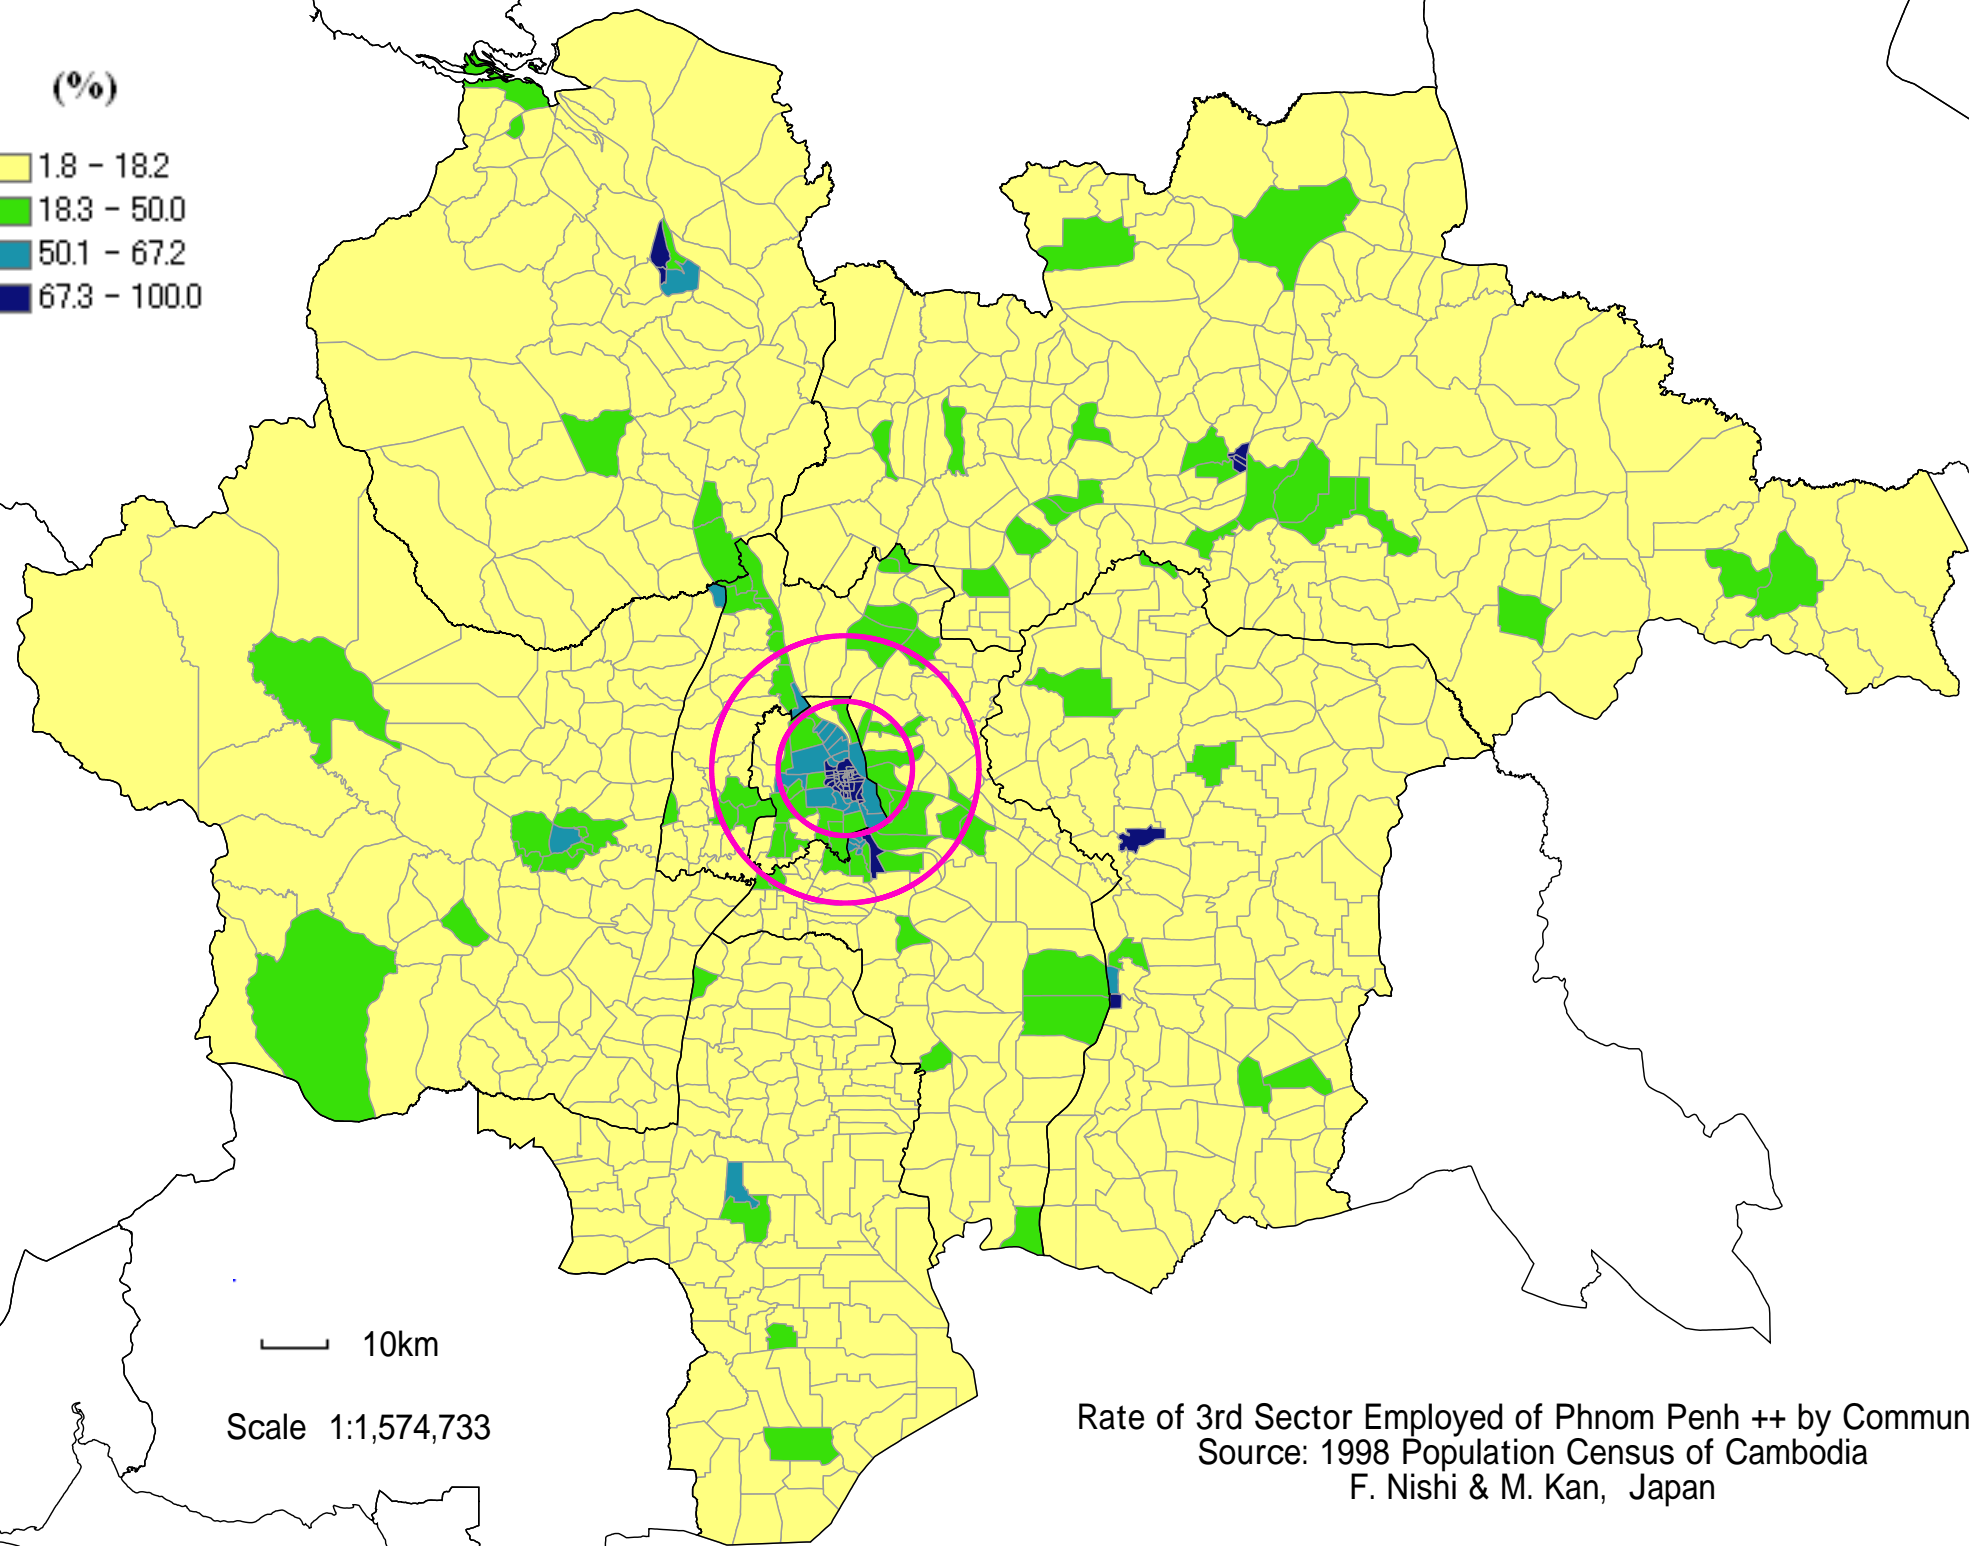 (%)
1.8 - 18.2
18.3 - 50.0
50.1 - 67.2
67.3 - 100.0
10km
Scale 1:1,574,733
Rate of 3rd Sector Employed of Phnom Penh ++ by Commun
Source: 1998 Population Census of Cambodia
F. Nishi & M. Kan, Japan